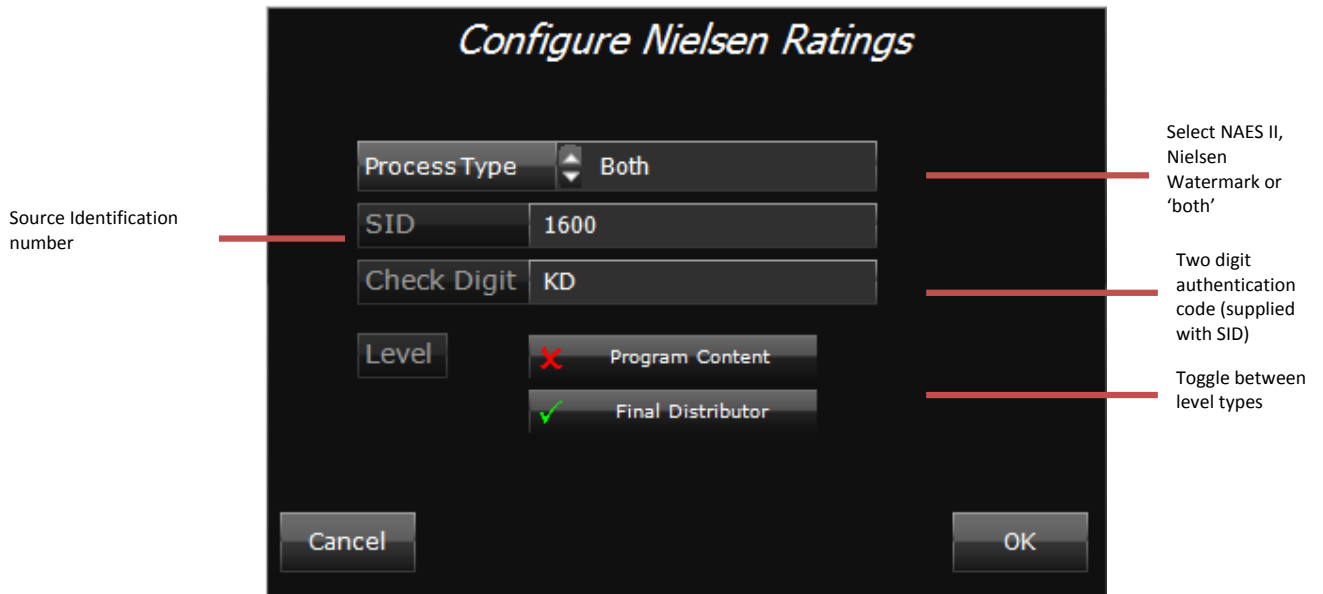 Configure Nielsen Ratings
Process Type Both
Select NAES II,
Nielsen
Watermark or
‘both’
Source Identification
number
SID 1600
Check Digit KD
Two digit
authentication
code (supplied
with SID)
Level Program Content
Final Distributor
Toggle between
level types
Cancel OK